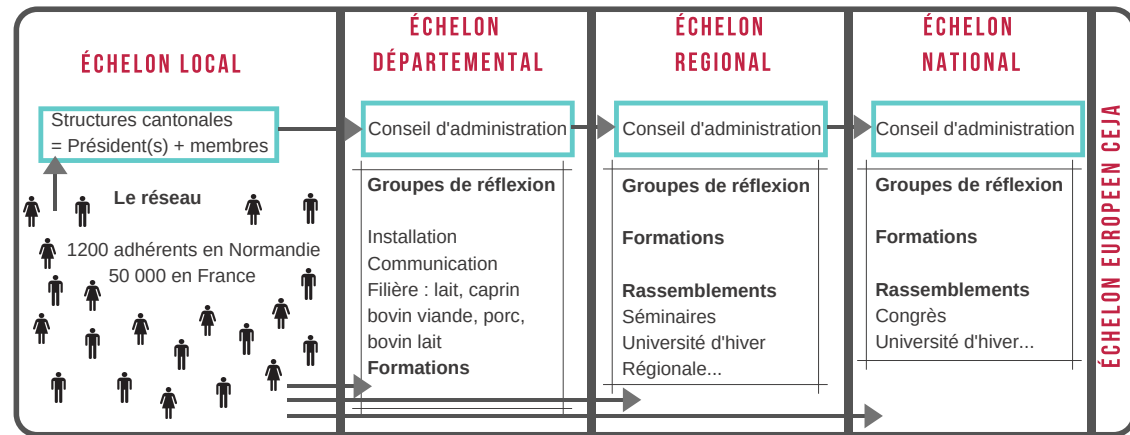 ÉCHELON LOCAL
Structures cantonales
= Président(s) + membres
Le réseau
1200 adhérents en Normandie
50 000 en France
ÉCHELON
DÉPARTEMENTAL
Conseil d'administration
Groupes de réflexion
Installation
Communication
Filière : lait, caprin
bovin viande, porc,
bovin lait
Formations
ÉCHELON
REGIONAL
Conseil d'administration
Groupes de réflexion
Formations
Rassemblements
Séminaires
Université d'hiver
Régionale...
ÉCHELON
NATIONAL
Conseil d'administration
Groupes de réflexion
Formations
Rassemblements
Congrès
Université d'hiver...
ÉCHELON EUROPEEN CEJA